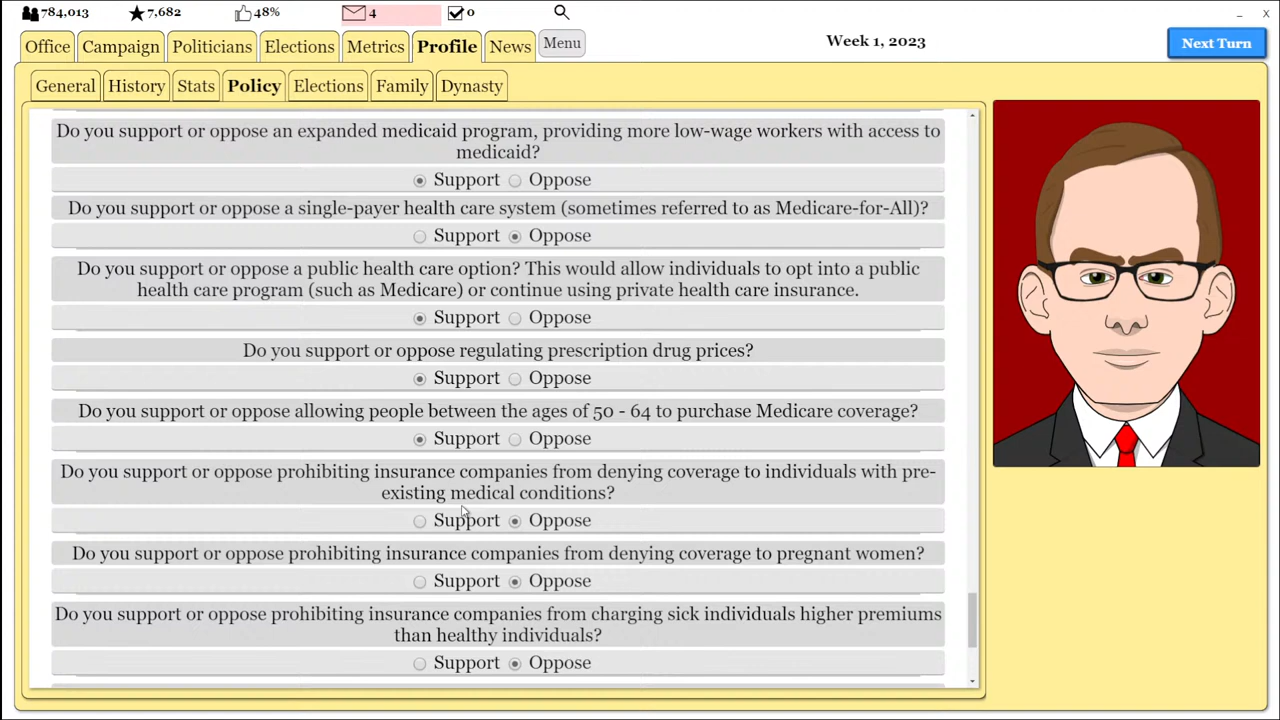 784,013 7,682 48% 4 0
_ X
Office Campaign Politicians Elections Metrics Profile News Menu Week 1, 2023 Next Turn
General History Stats Policy Elections Family Dynasty
Do you support or oppose an expanded medicaid program, providing more low-wage workers with access to
medicaid?
Support Oppose
Do you support or oppose a single-payer health care system (sometimes referred to as Medicare-for-All)?
Support Oppose
Do you support or oppose a public health care option? This would allow individuals to opt into a public
health care program (such as Medicare) or continue using private health care insurance.
Support Oppose
Do you support or oppose regulating prescription drug prices?
Support Oppose
Do you support or oppose allowing people between the ages of 50 - 64 to purchase Medicare coverage?
Support Oppose
Do you support or oppose prohibiting insurance companies from denying coverage to individuals with pre-
existing medical conditions?
Support Oppose
Do you support or oppose prohibiting insurance companies from denying coverage to pregnant women?
Support Oppose
Do you support or oppose prohibiting insurance companies from charging sick individuals higher premiums
than healthy individuals?
Support Oppose